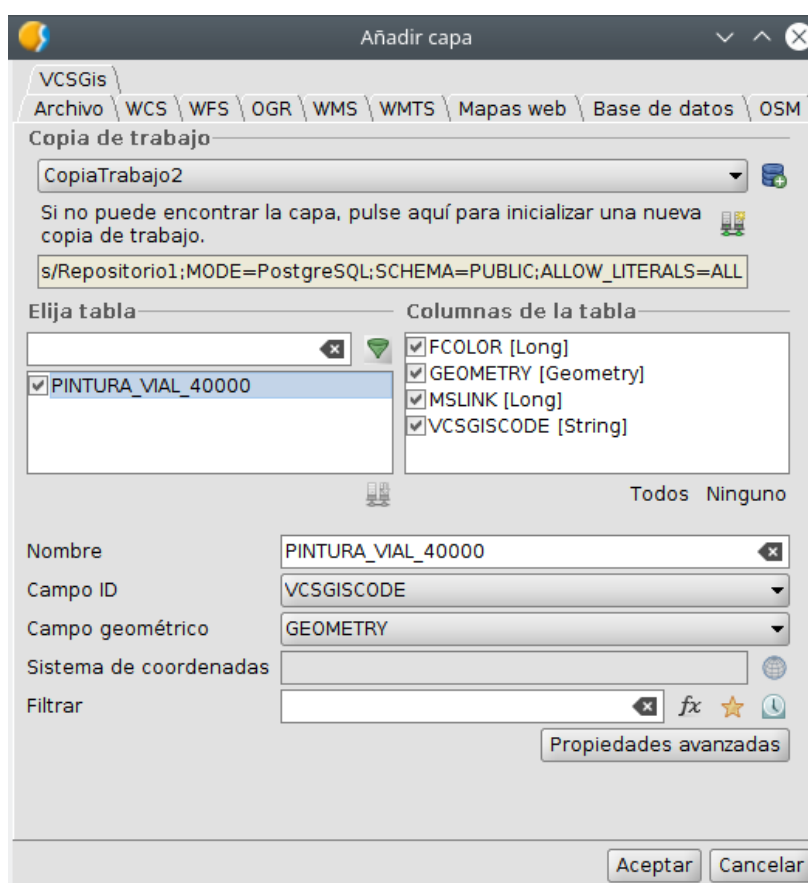 Añadir capa
VCSGis
Archivo WCS WFS OGR WMS WMTS Mapas web Base de datos OSM
Copia de trabajo
CopiaTrabajo2
Si no puede encontrar la capa, pulse aquí para inicializar una nueva
copia de trabajo.
s/Repositorio1;MODE=PostgreSQL;SCHEMA=PUBLIC;ALLOW_LITERALS=ALL
Elija tabla
Columnas de la tabla
PINTURA_VIAL_40000
FCOLOR [Long]
GEOMETRY [Geometry]
MSLINK [Long]
VCSGISCODE [String]
Todos Ninguno
Nombre PINTURA_VIAL_40000
Campo ID VCSGISCODE
Campo geométrico GEOMETRY
Sistema de coordenadas
Filtrar fx
Propiedades avanzadas
Aceptar Cancelar